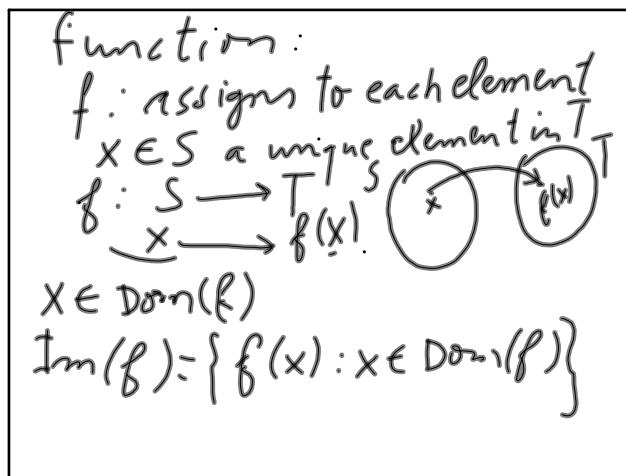 function:
f: assigns to each element
x ∈ S a unique element in T
f: S → T
x → f(x).
S
T
x
f(x)
x ∈ Dom(f)
Im(f) = {f(x) : x ∈ Dom(f)}